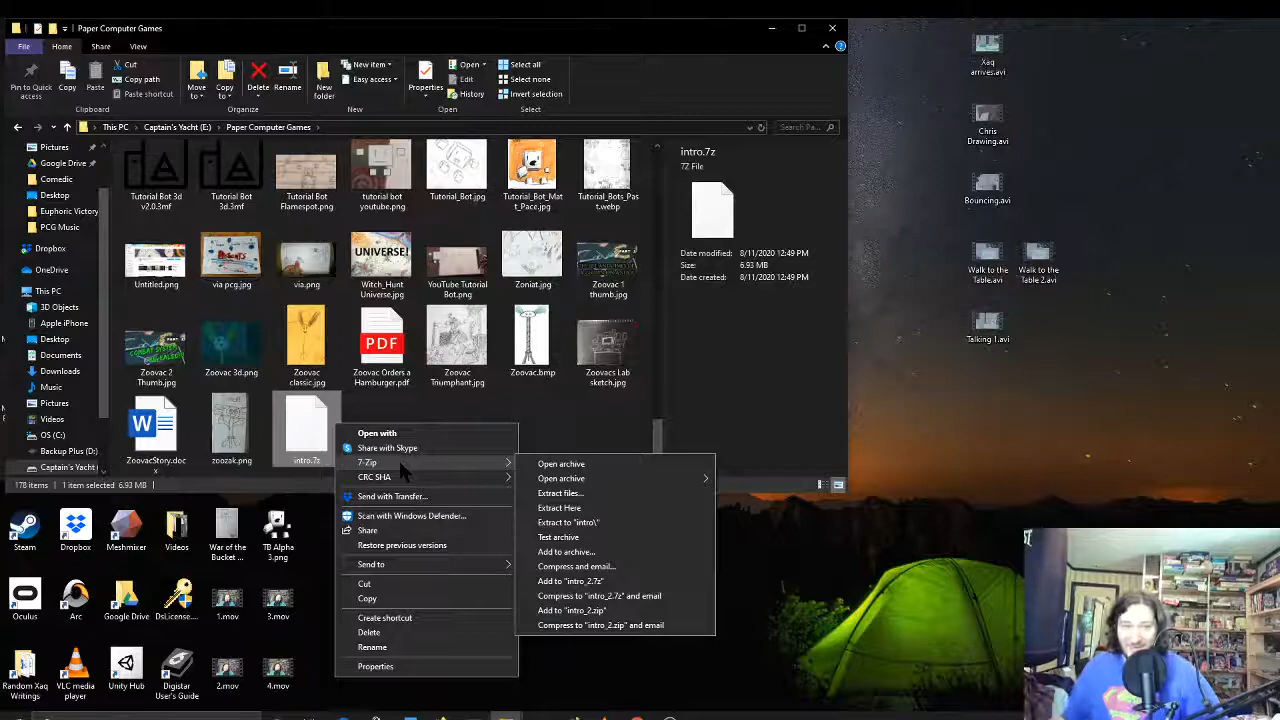 Paper Computer Games
File Home Share View
Pin to Quick access
Copy
Paste
Cut
Copy path
Paste shortcut
Move to
Copy to
Delete
Rename
New folder
New item
Easy access
Properties
Open
Edit
History
Select all
Select none
Invert selection
Clipboard Organize New Open Select
This PC Captain's Yacht (E:) Paper Computer Games
Search Pa...
Pictures
Google Drive
Comedic
Desktop
Euphoric Victory
PCG Music
Dropbox
OneDrive
This PC
3D Objects
Apple iPhone
Desktop
Documents
Downloads
Music
Pictures
Videos
OS (C:)
Backup Plus (D:)
Captain's Yacht (
Tutorial Bot 3d v2.0.3mf
Tutorial Bot 3d.3mf
Tutorial Bot Flamespot.png
tutorial bot youtube.png
Tutorial_Bot.jpg
Tutorial_Bot_Matt_Pace.jpg
Tutorial_Bots_Past.webp
Untitled.png
via pcg.jpg
via.png
UNIVERSE!
Witch_Hunt Universe.jpg
YouTube Tutorial Bot.png
Zoniat.jpg
Zoovac 1 thumb.jpg
PART
COMBAT SYSTEM REVEALED!
Zoovac 2 Thumb.jpg
Zoovac 3d.png
Zoovac classic.jpg
PDF
Zoovac Orders a Hamburger.pdf
Zoovac Triumphant.jpg
Zoovac.bmp
Zoovacs Lab sketch.jpg
W
ZoovacStory.docx
zoozak.png
intro.7z
178 items 1 item selected 6.93 MB
intro.7z
7Z File
Date modified: 8/11/2020 12:49 PM
Size: 6.93 MB
Date created: 8/11/2020 12:49 PM
Open with
Share with Skype
7-Zip
CRC SHA
Send with Transfer...
Scan with Windows Defender...
Share
Restore previous versions
Send to
Cut
Copy
Create shortcut
Delete
Rename
Properties
Open archive
Open archive
Extract files...
Extract Here
Extract to "intro\"
Test archive
Add to archive...
Compress and email...
Add to "intro_2.7z"
Compress to "intro_2.7z" and email
Add to "intro_2.zip"
Compress to "intro_2.zip" and email
Xaq arrives.avi
Chris Drawing.avi
Bouncing.avi
Walk to the Table.avi
Walk to the Table 2.avi
Talking 1.avi
Steam
Dropbox
Meshmixer
Videos
War of the Bucket ...
TB Alpha 3.png
Oculus
Arc
Google Drive
DsLicense...
1.mov
3.mov
Random Xaq Writings
VLC media player
Unity Hub
Digistar User's Guide
2.mov
4.mov